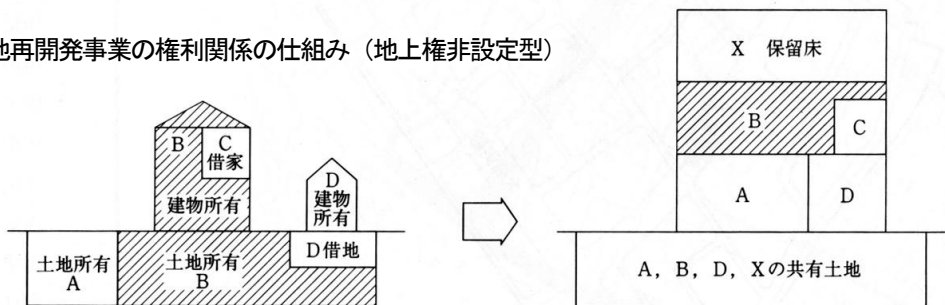 地再開発事業の権利関係の仕組み（地上権非設定型）
X 保留床
B
C
A
D
A，B，D，Xの共有土地
B
C
借家
建物所有
D
建物
所有
土地所有
A
土地所有
B
D借地